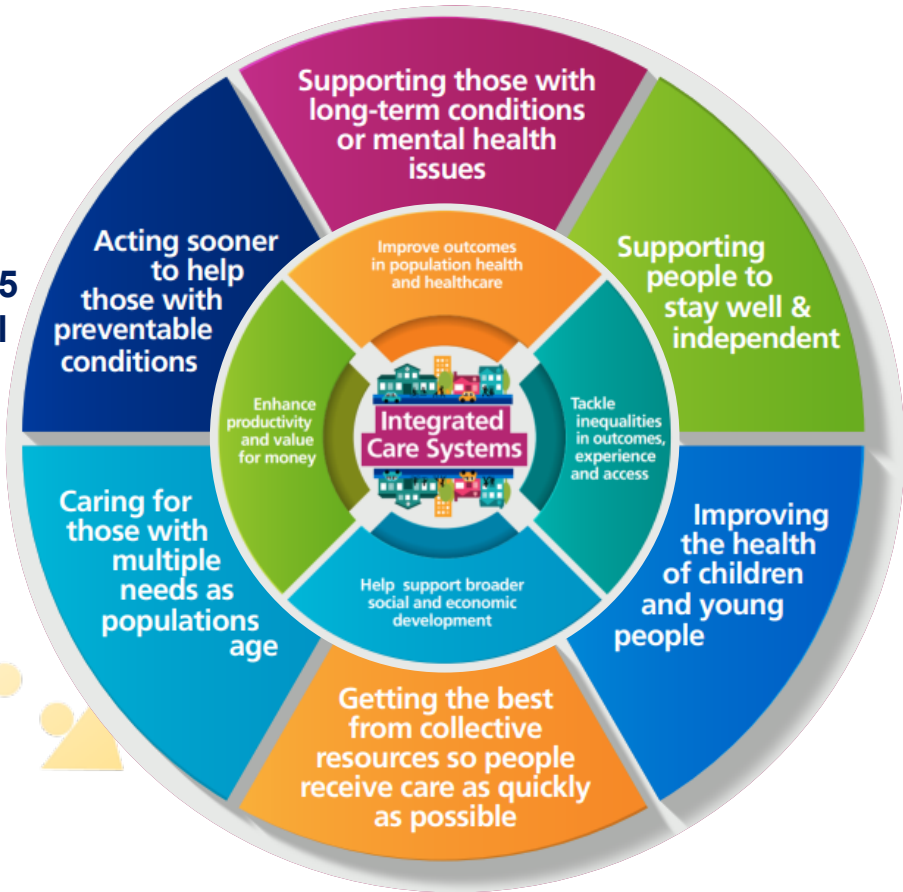 Supporting those with
long-term conditions
or mental health
issues
Supporting
people to
stay well &
independent
Improving
the health
of children
and young
people
Getting the best
from collective
resources so people
receive care as quickly
as possible
Caring for
those with
multiple
needs as
populations
age
Acting sooner
to help
those with
preventable
conditions
5
Improve outcomes
in population health
and healthcare
Tackle
inequalities
in outcomes,
experience
and access
Help support broader
social and economic
development
Enhance
productivity
and value
for money
Integrated
Care Systems